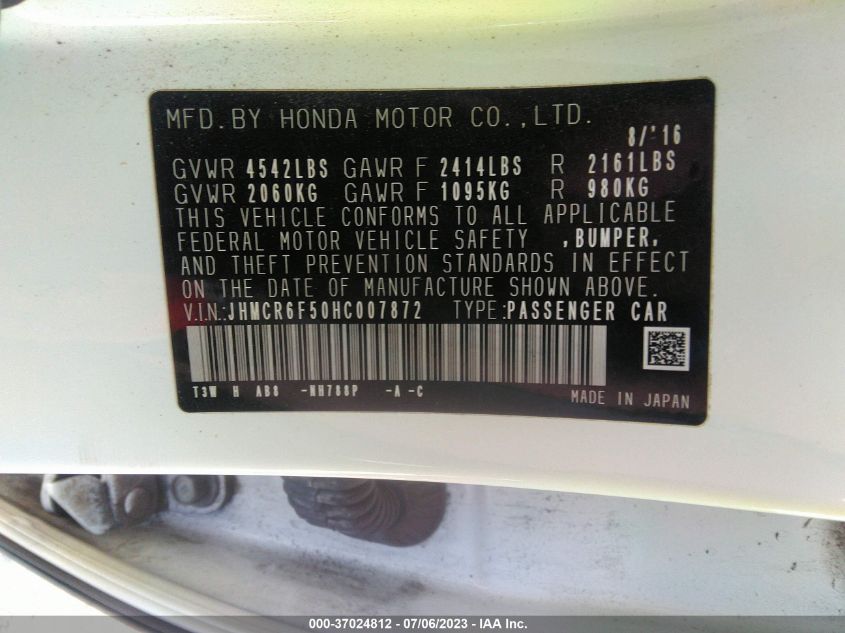 MFD.BY HONDA MOTOR CO.,LTD.
8/'16
GVWR 4542LBS GAWR F 2414LBS R 2161LBS
GVWR 2060KG GAWR F 1095KG R 980KG
THIS VEHICLE CONFORMS TO ALL APPLICABLE
FEDERAL MOTOR VEHICLE SAFETY ,BUMPER,
AND THEFT PREVENTION STANDARDS IN EFFECT
ON THE DATE OF MANUFACTURE SHOWN ABOVE.
V.I.N.:JHMCR6F50HC007872 TYPE:PASSENGER CAR
T3W H AB8 -NH788P -A -C
MADE IN JAPAN
000-37024812 - 07/06/2023 - IAA Inc.